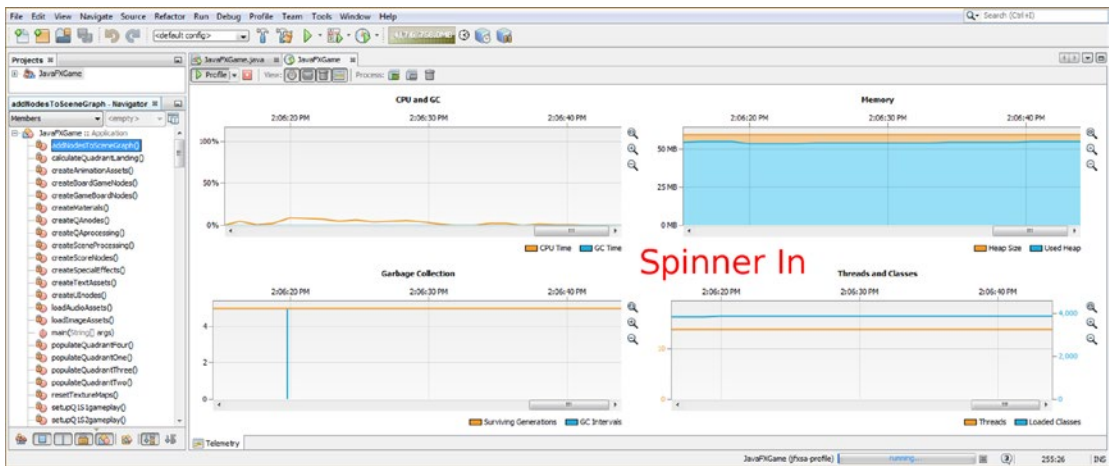 File Edit View Navigate Source Refactor Run Debug Profile Team Tools Window Help
Search (Ctrl+I)
<default config>
Projects
JavaFXGame
addNodesToSceneGraph - Navigator
Members <empty>
JavaFXGame :: Application
addNodesToSceneGraph()
calculateQuadrantLanding()
createAnimationAssets()
createBoardGameNodes()
createGameBoardNodes()
createMaterials()
createQAnodes()
createQAprocessing()
createSceneProcessing()
createScoreNodes()
createSpecialEffects()
createTextAssets()
createUInodes()
loadAudioAssets()
loadImageAssets()
main(String[] args)
populateQuadrantFour()
populateQuadrantOne()
populateQuadrantThree()
populateQuadrantTwo()
resetTextureMaps()
setupQ1S1gameplay()
setupQ1S2gameplay()
JavaFXGame.java JavaFXGame
Profile View: Process:
CPU and GC
2:06:20 PM 2:06:30 PM 2:06:40 PM
100%
50%
0%
CPU Time GC Time
Memory
2:06:20 PM 2:06:30 PM 2:06:40 PM
50 MB
25 MB
0 MB
Heap Size Used Heap
Spinner In
Garbage Collection
2:06:20 PM 2:06:30 PM 2:06:40 PM
4
2
0
Surviving Generations GC Intervals
Threads and Classes
2:06:20 PM 2:06:30 PM 2:06:40 PM
4,000
10
2,000
0 0
Threads Loaded Classes
Telemetry
JavaFXGame (jfxsa-profile) running... 255:26 INS